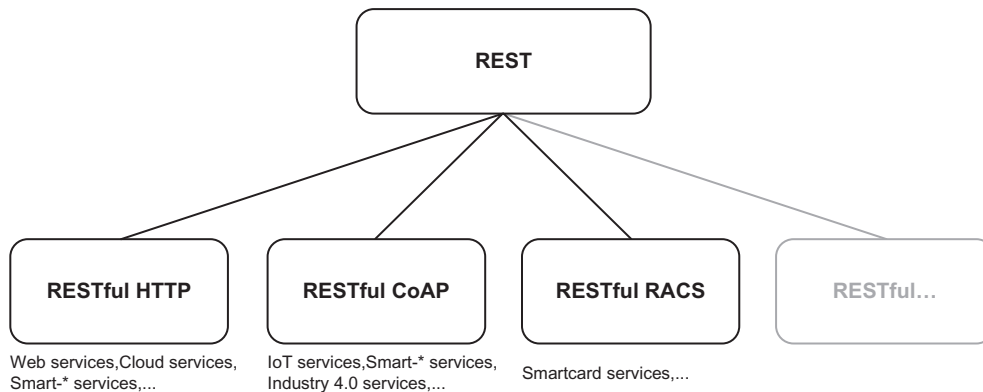 REST
RESTful HTTP
RESTful CoAP
RESTful RACS
RESTful...
Web services,Cloud services,
Smart-* services,...
IoT services,Smart-* services,
Industry 4.0 services,...
Smartcard services,...